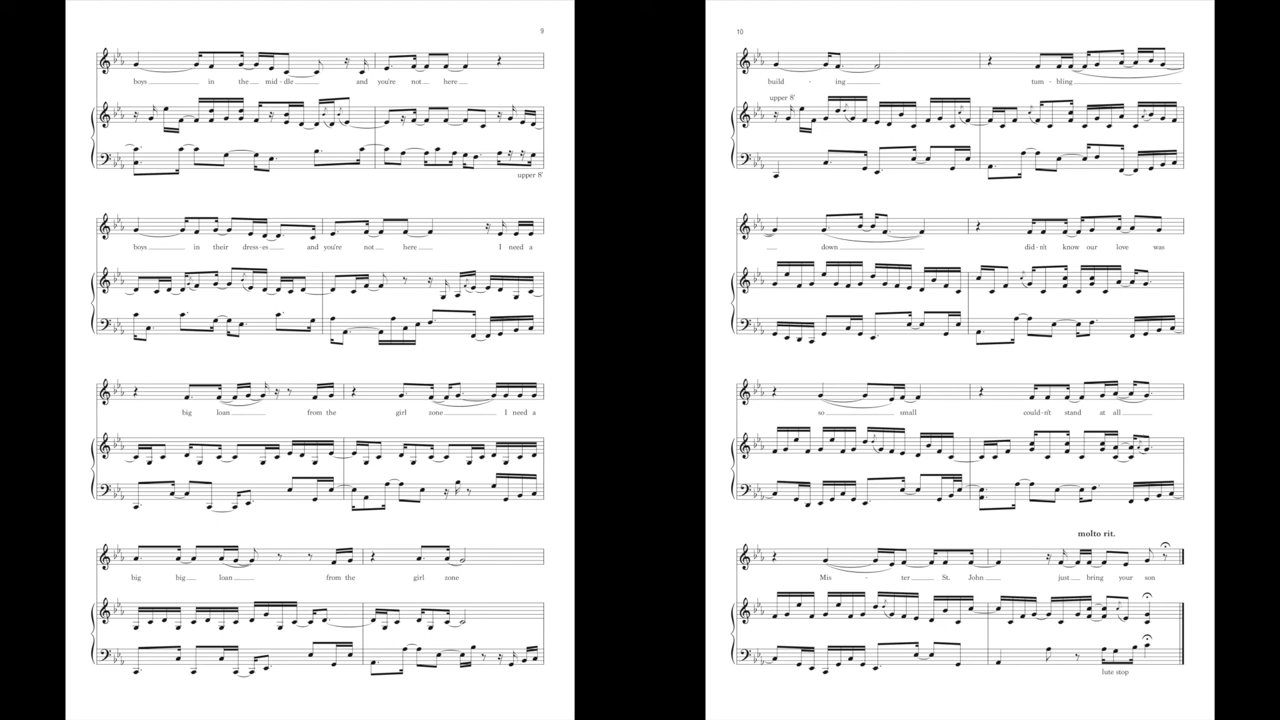 9
boys in the mid-dle and you're not here
upper 8'
boys in their dress-es and you're not here I need a
big loan from the girl zone I need a
big big loan from the girl zone
10
build - ing tum - bling
upper 8'
down did-n't know our love was
so small could-n't stand at all
molto rit.
Mis - ter St. John just bring your son
lute stop